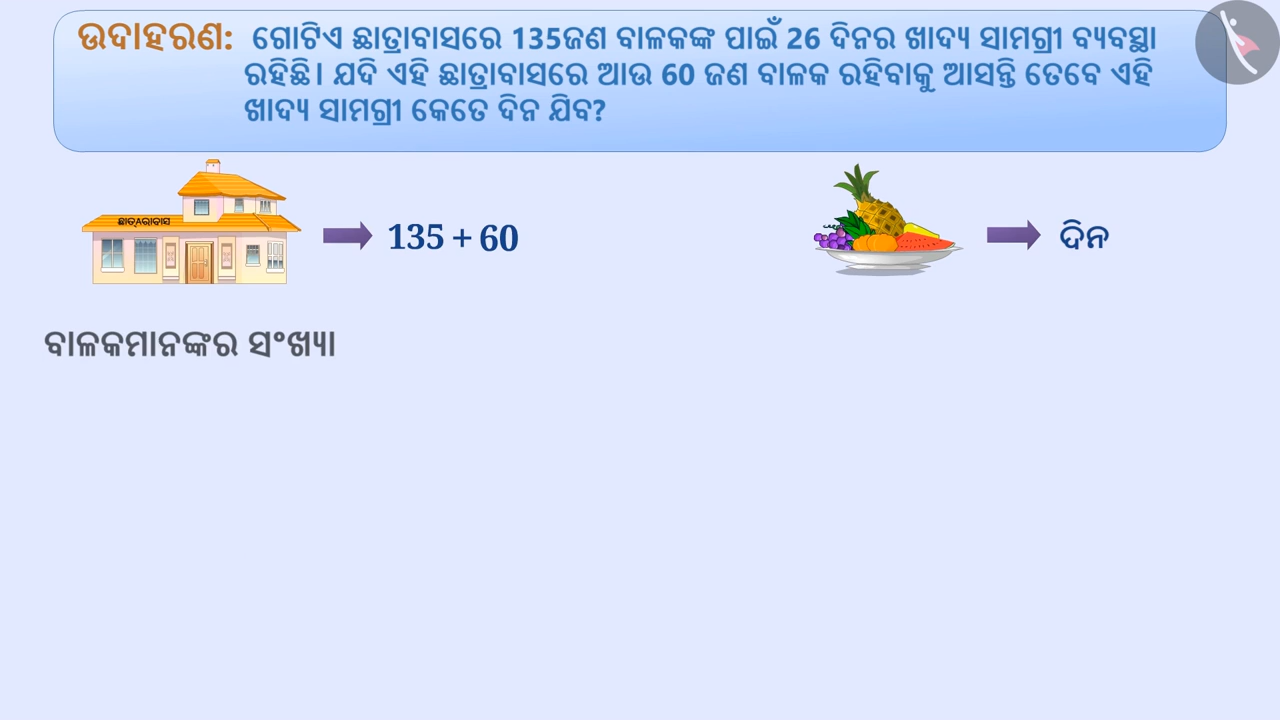 ଉଦାହରଣ: ଗୋଟିଏ ଛାତ୍ରାବାସରେ 135ଜଣ ବାଳକଙ୍କ ପାଇଁ 26 ଦିନର ଖାଦ୍ୟ ସାମଗ୍ରୀ ବ୍ୟବସ୍ଥା
ରହିଛି। ଯଦି ଏହି ଛାତ୍ରାବାସରେ ଆଉ 60 ଜଣ ବାଳକ ରହିବାକୁ ଆସନ୍ତି ତେବେ ଏହି
ଖାଦ୍ୟ ସାମଗ୍ରୀ କେତେ ଦିନ ଯିବ?
135 + 60
ଦିନ
ବାଳକମାନଙ୍କର ସଂଖ୍ୟା